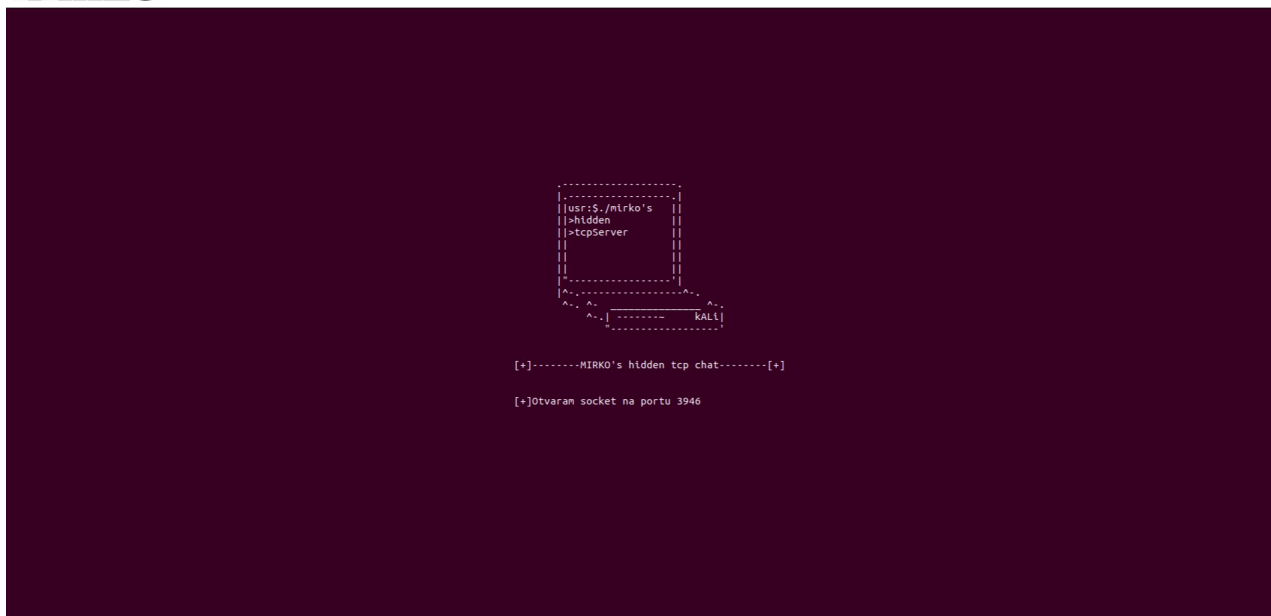 usr:$./mirko's
>hidden
>tcpServer
kALi
[+]--------MIRKO's hidden tcp chat--------[+]
[+]Otvaram socket na portu 3946